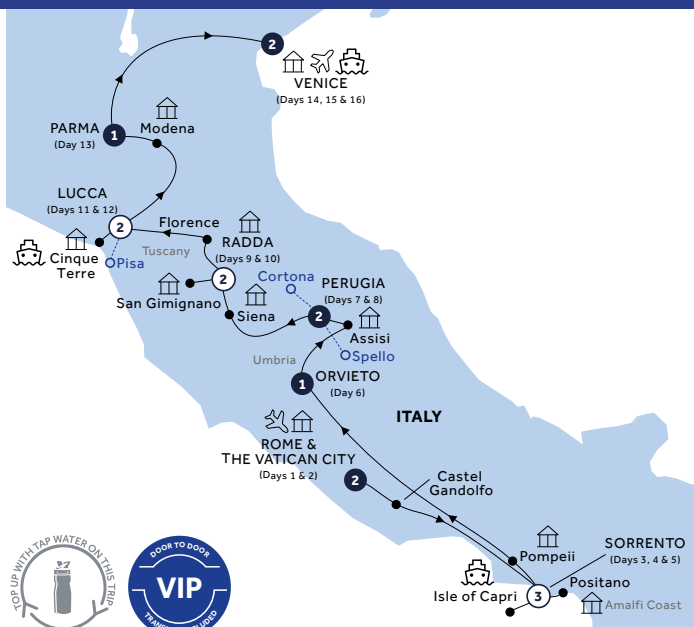 2
VENICE
(Days 14, 15 & 16)
PARMA
(Day 13)
1
Modena
LUCCA
(Days 11 & 12)
2
Florence
RADDA
(Days 9 & 10)
2
Cinque
Terre
Pisa
Tuscany
San Gimignano
Siena
Cortona
PERUGIA
(Days 7 & 8)
2
Assisi
Spello
Umbria
1
ORVIETO
(Day 6)
ITALY
ROME &
THE VATICAN CITY
(Days 1 & 2)
2
Castel
Gandolfo
Pompeii
SORRENTO
(Days 3, 4 & 5)
Isle of Capri
3
Positano
Amalfi Coast
TOP UP WITH TAP WATER ON THIS TRIP
DOOR TO DOOR
VIP